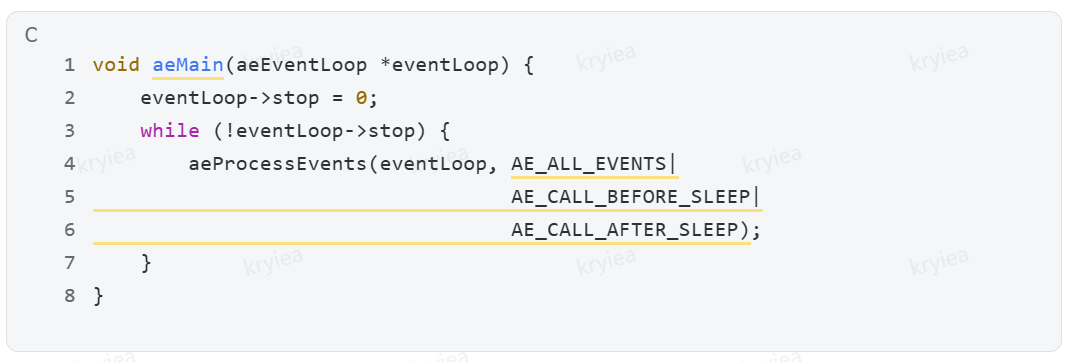 C
1 void aeMain(aeEventLoop *eventLoop) {
2     eventLoop->stop = 0;
3     while (!eventLoop->stop) {
4         aeProcessEvents(eventLoop, AE_ALL_EVENTS|
5                                    AE_CALL_BEFORE_SLEEP|
6                                    AE_CALL_AFTER_SLEEP);
7     }
8 }
kryiea
kryiea
kryiea
kryiea
kryiea
kryiea
kryiea
kryiea
kryiea